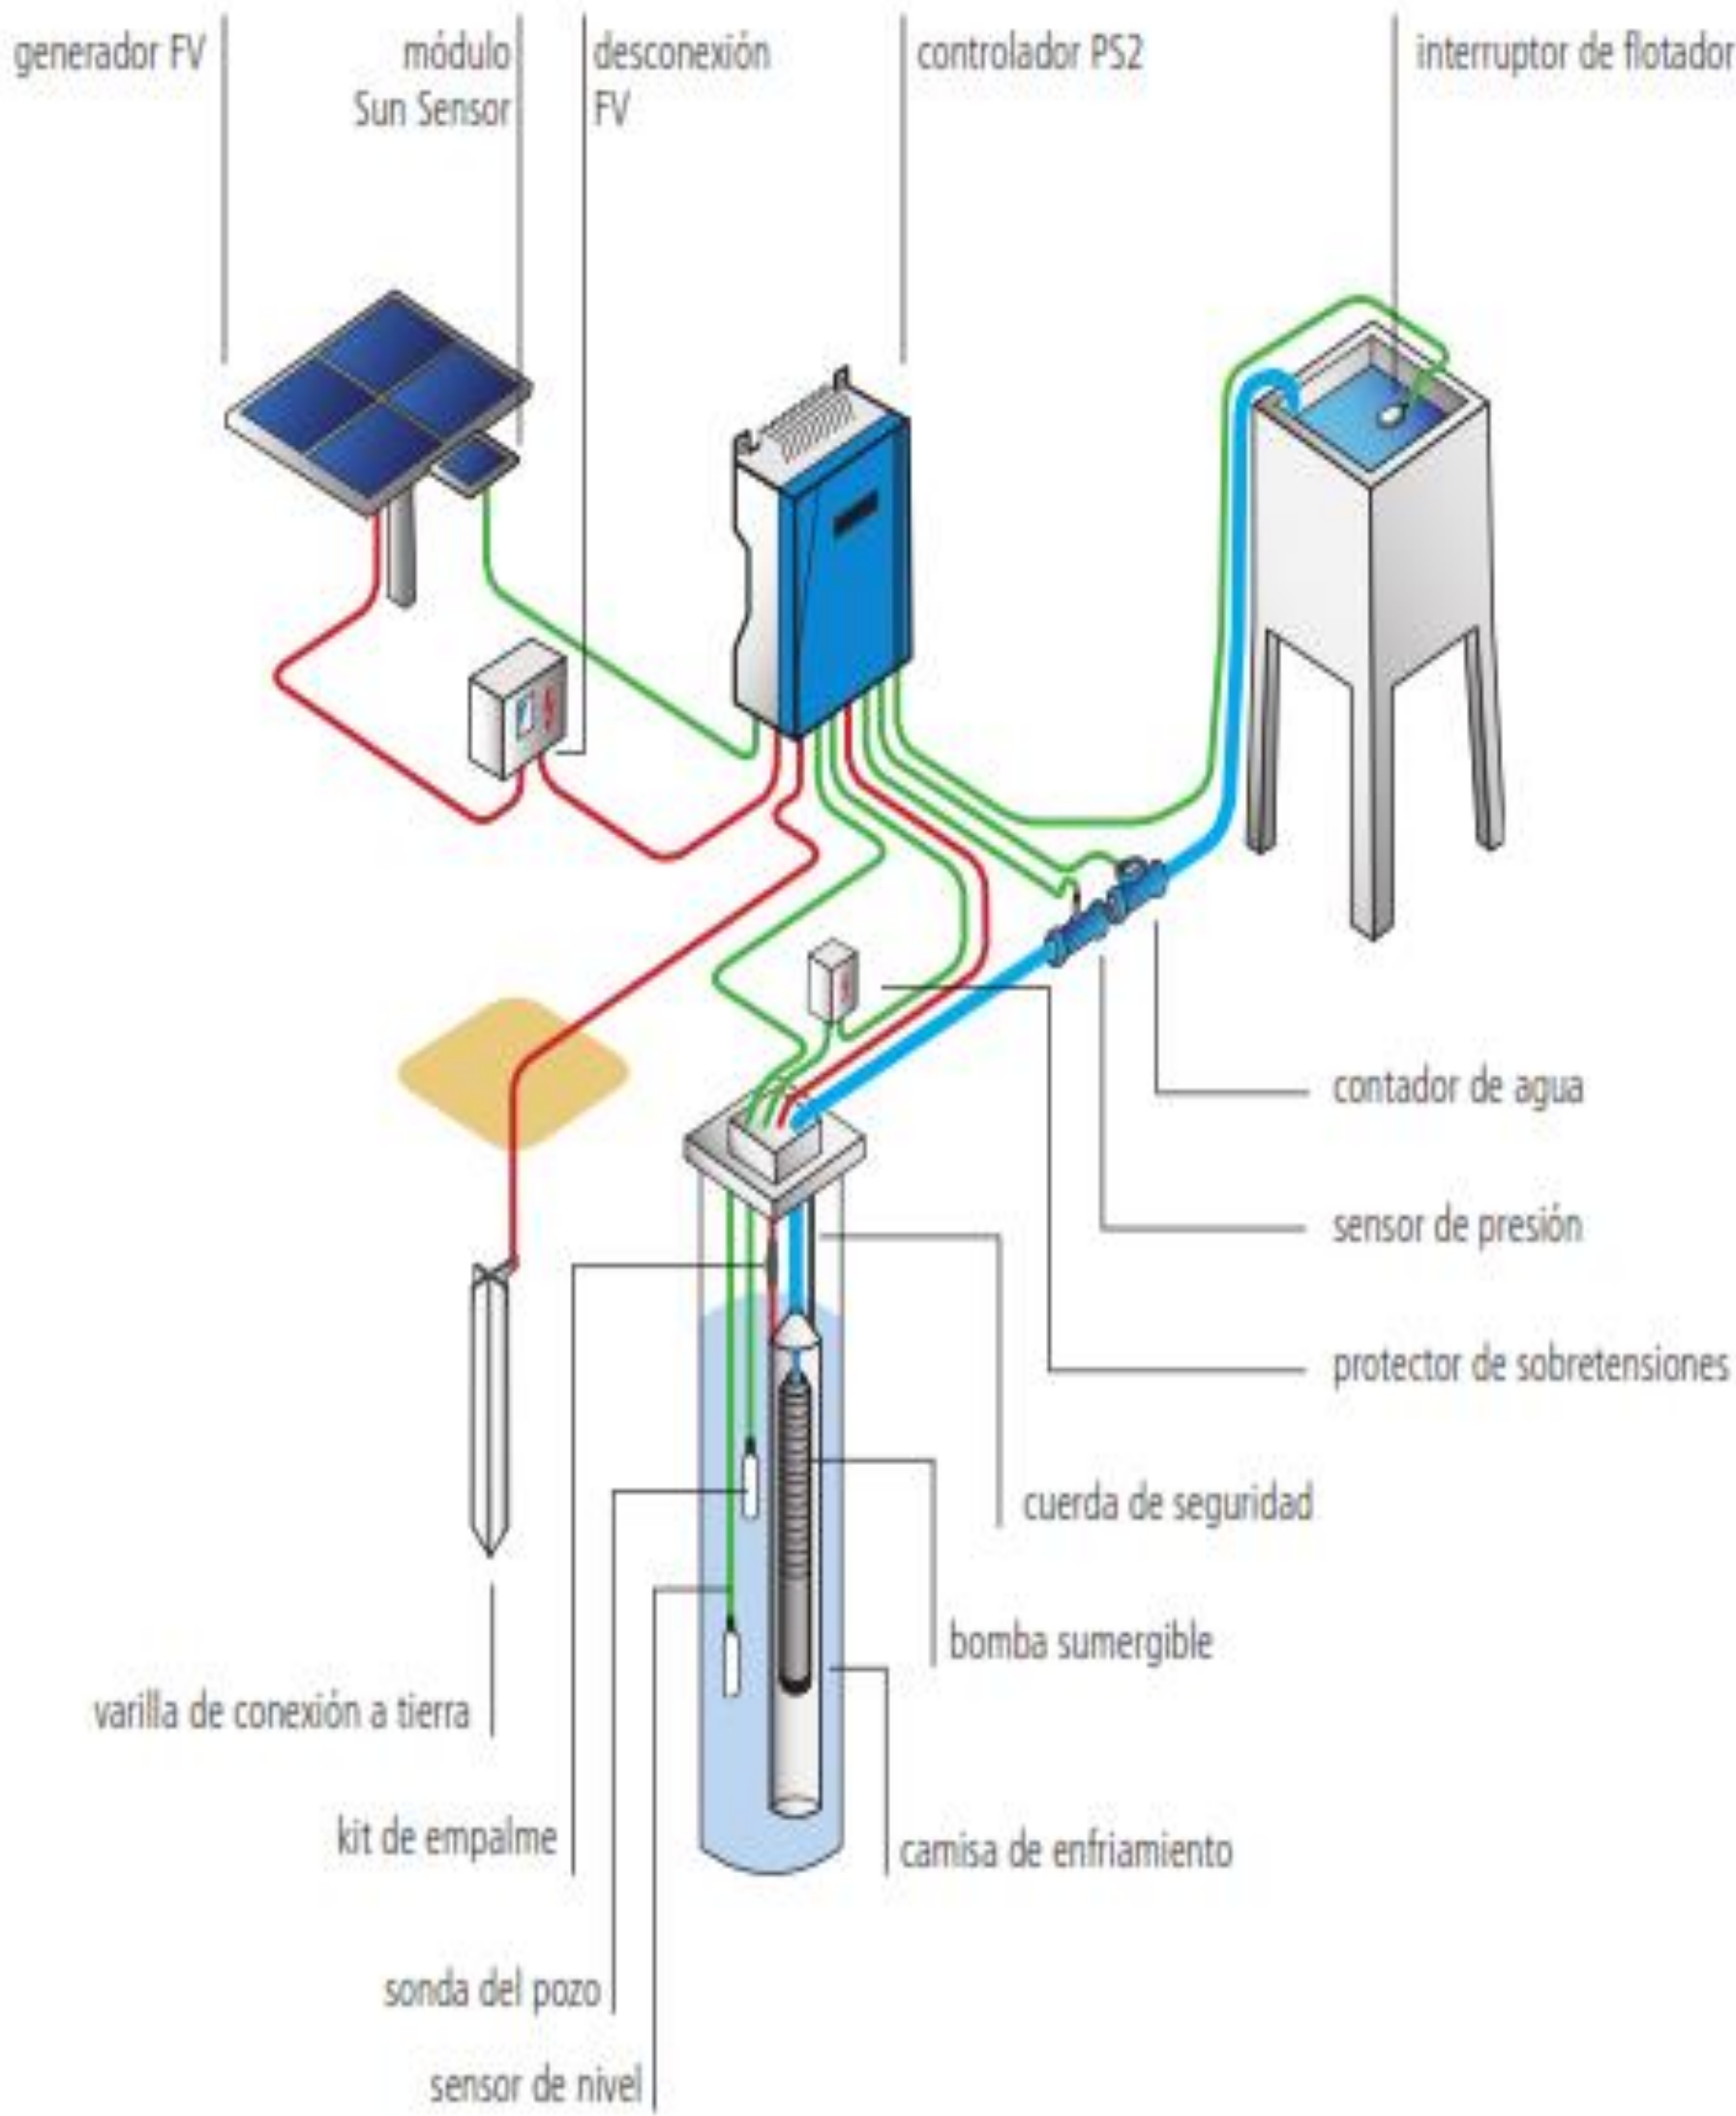 generador FV
módulo
Sun Sensor
desconexión
FV
controlador PS2
interruptor de flotador
contador de agua
sensor de presión
protector de sobretensiones
cuerda de seguridad
bomba sumergible
varilla de conexión a tierra
kit de empalme
camisa de enfriamiento
sonda del pozo
sensor de nivel